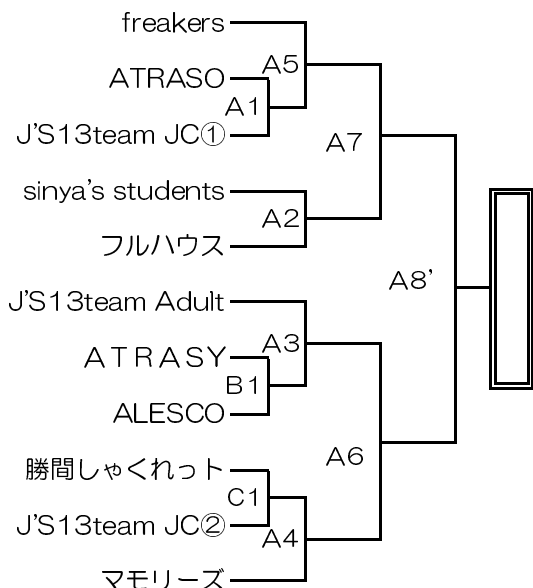 freakers
A5
ATRASO
A1
J'S13team JC①
A7
sinya's students
A2
フルハウス
A8'
J'S13team Adult
A3
ＡＴＲＡＳＹ
B1
ALESCO
A6
勝間しゃくれっト
C1
J'S13team JC②
A4
マモリーズ